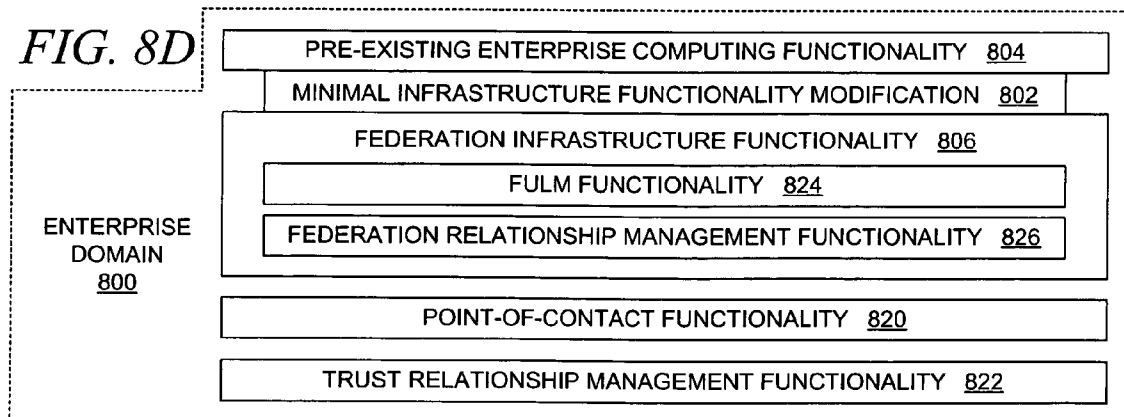 FIG. 8D
PRE-EXISTING ENTERPRISE COMPUTING FUNCTIONALITY 804
MINIMAL INFRASTRUCTURE FUNCTIONALITY MODIFICATION 802
FEDERATION INFRASTRUCTURE FUNCTIONALITY 806
FULM FUNCTIONALITY 824
FEDERATION RELATIONSHIP MANAGEMENT FUNCTIONALITY 826
ENTERPRISE
DOMAIN
800
POINT-OF-CONTACT FUNCTIONALITY 820
TRUST RELATIONSHIP MANAGEMENT FUNCTIONALITY 822